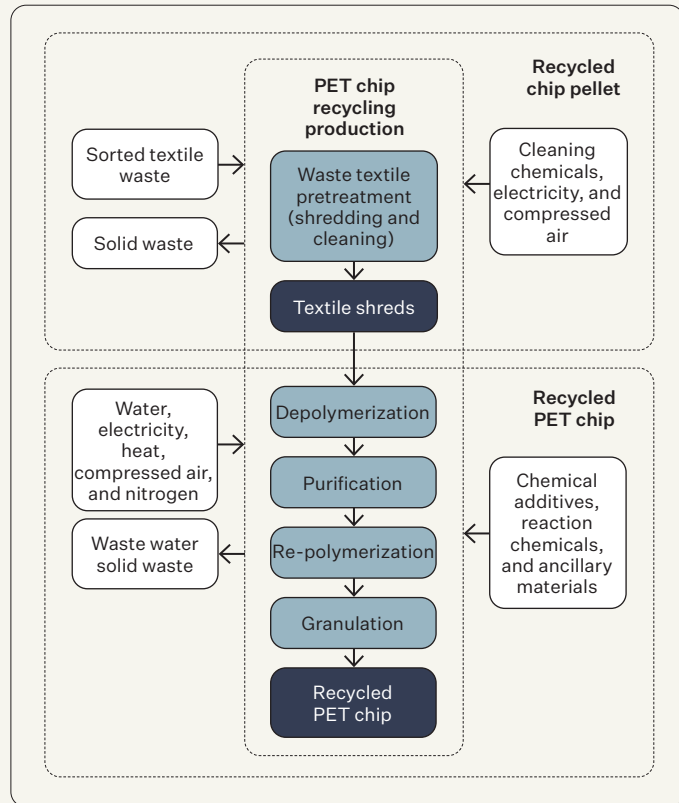 PET chip
recycling
production
Recycled
chip pellet
Sorted textile
waste
Solid waste
Waste textile
pretreatment
(shredding and
cleaning)
Cleaning
chemicals,
electricity, and
compressed
air
Textile shreds
Recycled
PET chip
Water,
electricity,
heat,
compressed air,
and nitrogen
Waste water
solid waste
Depolymerization
Purification
Re-polymerization
Granulation
Recycled
PET chip
Chemical
additives,
reaction
chemicals,
and ancillary
materials